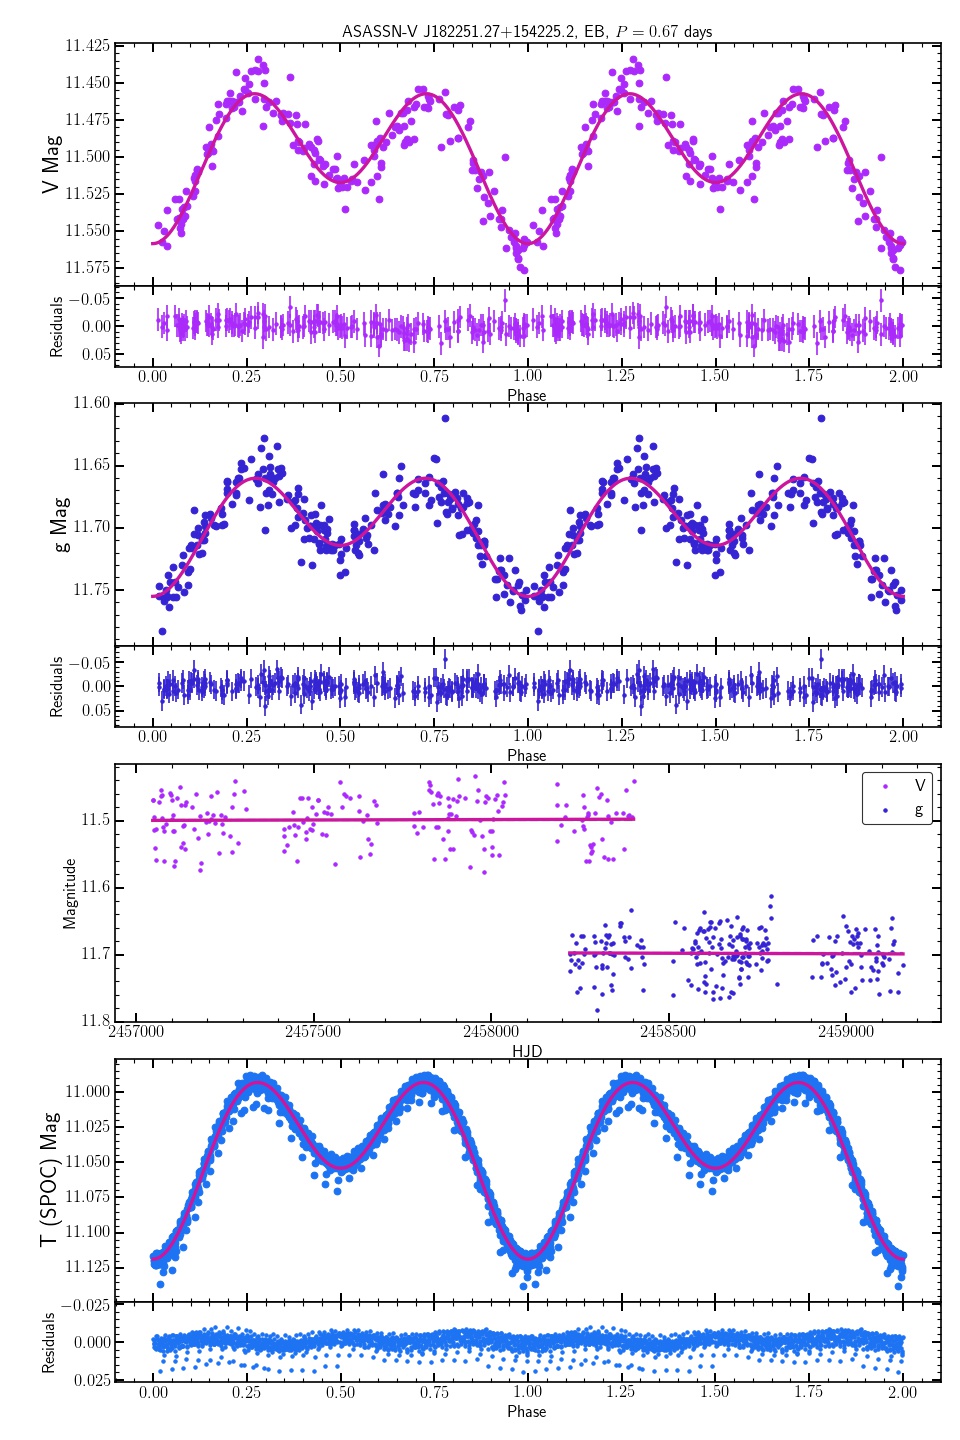 ASASSN-V J182251.27+154225.2, EB, P = 0.67 days
11.425
11.450
11.475
11.500
11.525
11.550
11.575
V Mag
−0.05
0.00
0.05
Residuals
0.00 0.25 0.50 0.75 1.00 1.25 1.50 1.75 2.00
Phase
11.60
11.65
11.70
11.75
g Mag
−0.05
0.00
0.05
Residuals
0.00 0.25 0.50 0.75 1.00 1.25 1.50 1.75 2.00
Phase
V
g
11.5
11.6
11.7
11.8
Magnitude
2457000 2457500 2458000 2458500 2459000
HJD
11.000
11.025
11.050
11.075
11.100
11.125
T (SPOC) Mag
−0.025
0.000
0.025
Residuals
0.00 0.25 0.50 0.75 1.00 1.25 1.50 1.75 2.00
Phase